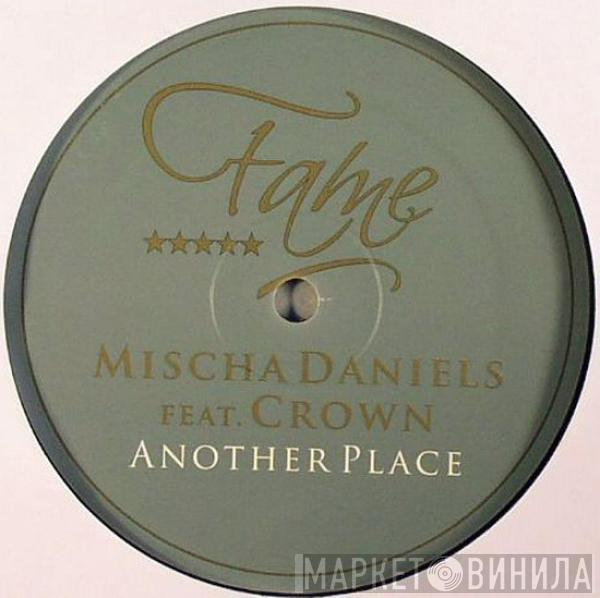 Fame
★★★★★
MISCHA DANIELS
FEAT. CROWN
ANOTHER PLACE
МАРКЕТ ВИНИЛА